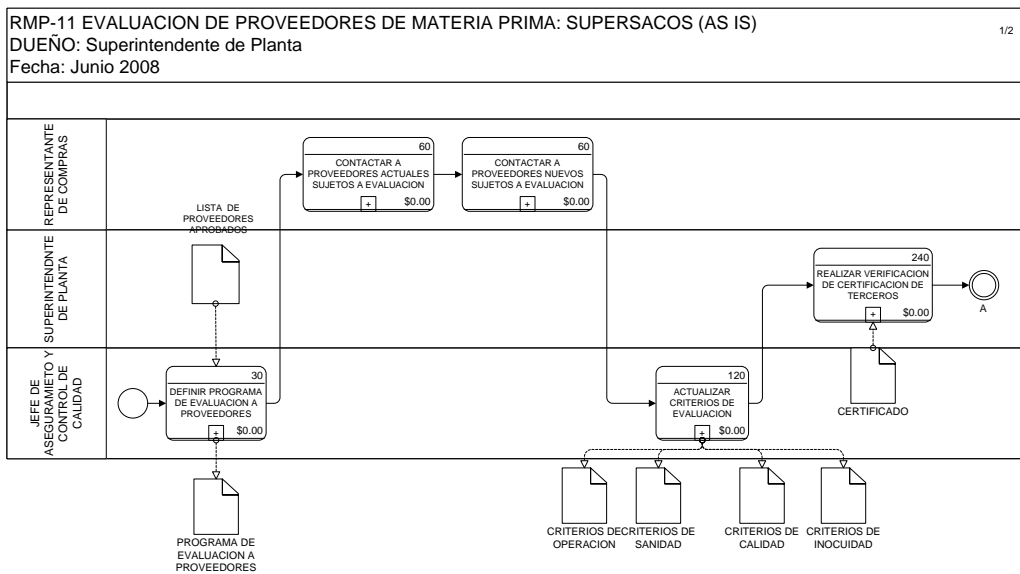 RMP-11 EVALUACION DE PROVEEDORES DE MATERIA PRIMA: SUPERSACOS (AS IS)
1/2
DUEÑO: Superintendente de Planta
Fecha: Junio 2008
REPRESENTANTE
DE COMPRAS
60
CONTACTAR A
PROVEEDORES ACTUALES
SUJETOS A EVALUACION
+
$0.00
60
CONTACTAR A
PROVEEDORES NUEVOS
SUJETOS A EVALUACION
+
$0.00
SUPERINTENDNTE
DE PLANTA
LISTA DE
PROVEEDORES
APROBADOS
240
REALIZAR VERIFICACION
DE CERTIFICACION DE
TERCEROS
+
$0.00
A
JEFE DE
ASEGURAMIETO Y
CONTROL DE
CALIDAD
30
DEFINIR PROGRAMA
DE EVALUACION A
PROVEEDORES
+
$0.00
120
ACTUALIZAR
CRITERIOS DE
EVALUACION
+
$0.00
CERTIFICADO
PROGRAMA DE
EVALUACION A
PROVEEDORES
CRITERIOS DE
OPERACION
CRITERIOS DE
SANIDAD
CRITERIOS DE
CALIDAD
CRITERIOS DE
INOCUIDAD